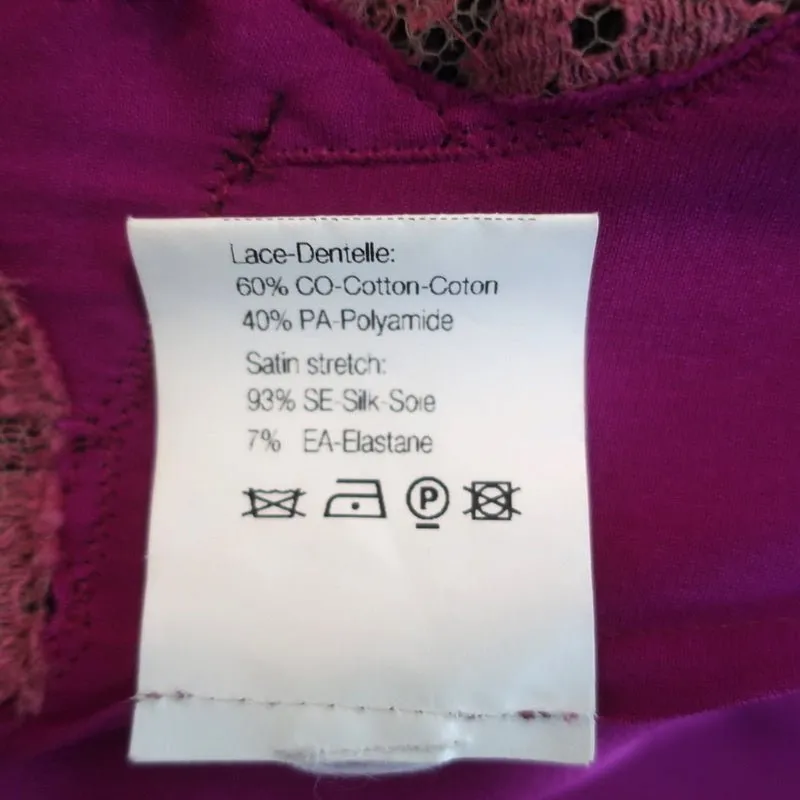 Lace-Dentelle:
60% CO-Cotton-Coton
40% PA-Polyamide
Satin stretch:
93% SE-Silk-Soie
7% EA-Elastane
P